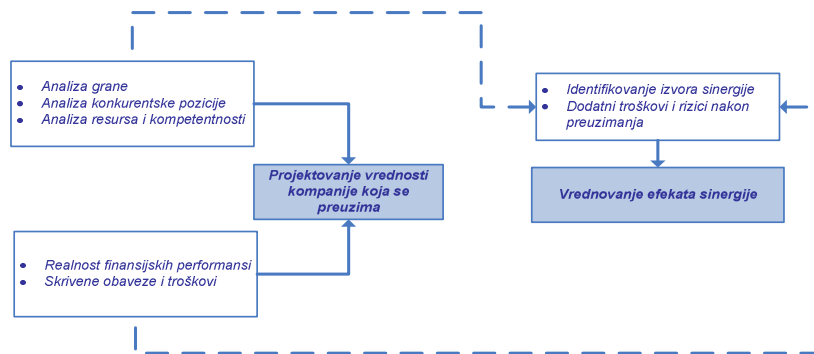 • Analiza grane
• Analiza konkurentske pozicije
• Analiza resursa i kompetentnosti
Projektovanje vrednosti
kompanije koja se
preuzima
• Realnost finansijskih performansi
• Skrivene obaveze i troškovi
• Identifikovanje izvora sinergije
• Dodatni troškovi i rizici nakon
preuzimanja
Vrednovanje efekata sinergije